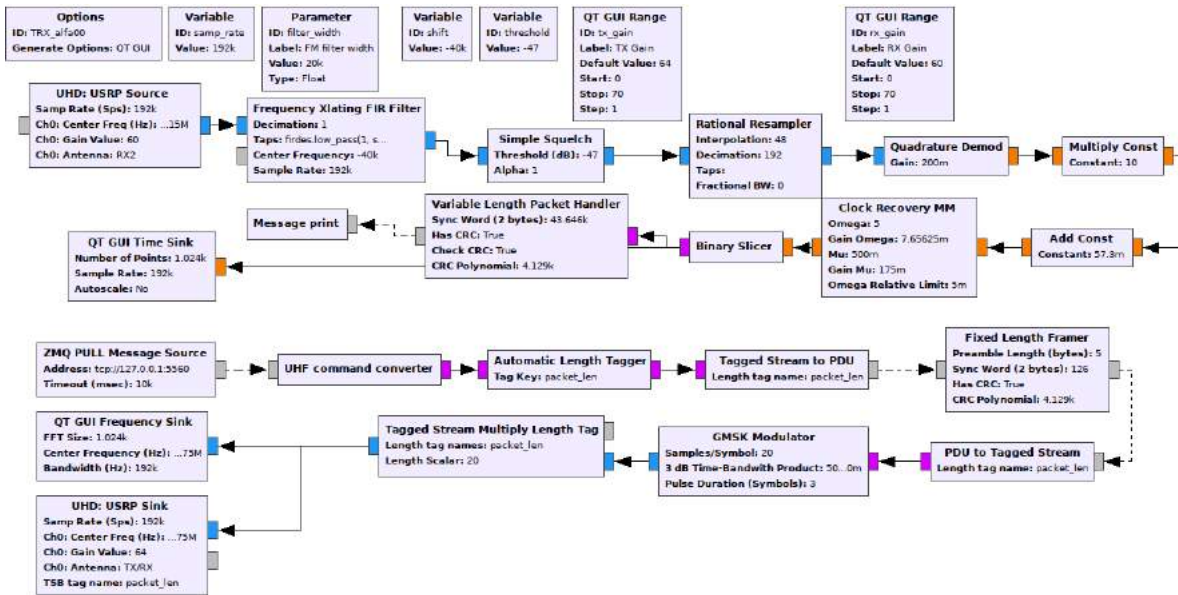 Options
ID: TRX_alfa00
Generate Options: QT GUI
Variable
ID: samp_rate
Value: 192k
Parameter
ID: filter_width
Label: FM filter width
Value: 20k
Type: Float
Variable
ID: shift
Value: -40k
Variable
ID: threshold
Value: -47
QT GUI Range
ID: tx_gain
Label: TX Gain
Default Value: 64
Start: 0
Stop: 70
Step: 1
QT GUI Range
ID: rx_gain
Label: RX Gain
Default Value: 60
Start: 0
Stop: 70
Step: 1
UHD: USRP Source
Samp Rate (Sps): 192k
Ch0: Center Freq (Hz): ...15M
Ch0: Gain Value: 60
Ch0: Antenna: RX2
Frequency Xlating FIR Filter
Decimation: 1
Taps: firdes.low_pass(1, s...
Center Frequency: -40k
Sample Rate: 192k
Simple Squelch
Threshold (dB): -47
Alpha: 1
Rational Resampler
Interpolation: 48
Decimation: 192
Taps:
Fractional BW: 0
Quadrature Demod
Gain: 200m
Multiply Const
Constant: 10
Message print
Variable Length Packet Handler
Sync Word (2 bytes): 43.646k
Has CRC: True
Check CRC: True
CRC Polynomial: 4.129k
Binary Slicer
Clock Recovery MM
Omega: 5
Gain Omega: 7.65625m
Mu: 500m
Gain Mu: 175m
Omega Relative Limit: 5m
Add Const
Constant: 57.3m
QT GUI Time Sink
Number of Points: 1.024k
Sample Rate: 192k
Autoscale: No
ZMQ PULL Message Source
Address: tcp://127.0.0.1:5560
Timeout (msec): 10k
UHF command converter
Automatic Length Tagger
Tag Key: packet_len
Tagged Stream to PDU
Length tag name: packet_len
Fixed Length Framer
Preamble Length (bytes): 5
Sync Word (2 bytes): 126
Has CRC: True
CRC Polynomial: 4.129k
QT GUI Frequency Sink
FFT Size: 1.024k
Center Frequency (Hz): ...75M
Bandwidth (Hz): 192k
Tagged Stream Multiply Length Tag
Length tag names: packet_len
Length Scalar: 20
GMSK Modulator
Samples/Symbol: 20
3 dB Time-Bandwith Product: 50...0m
Pulse Duration (Symbols): 3
PDU to Tagged Stream
Length tag name: packet_len
UHD: USRP Sink
Samp Rate (Sps): 192k
Ch0: Center Freq (Hz): ...75M
Ch0: Gain Value: 64
Ch0: Antenna: TX/RX
TSB tag name: packet_len